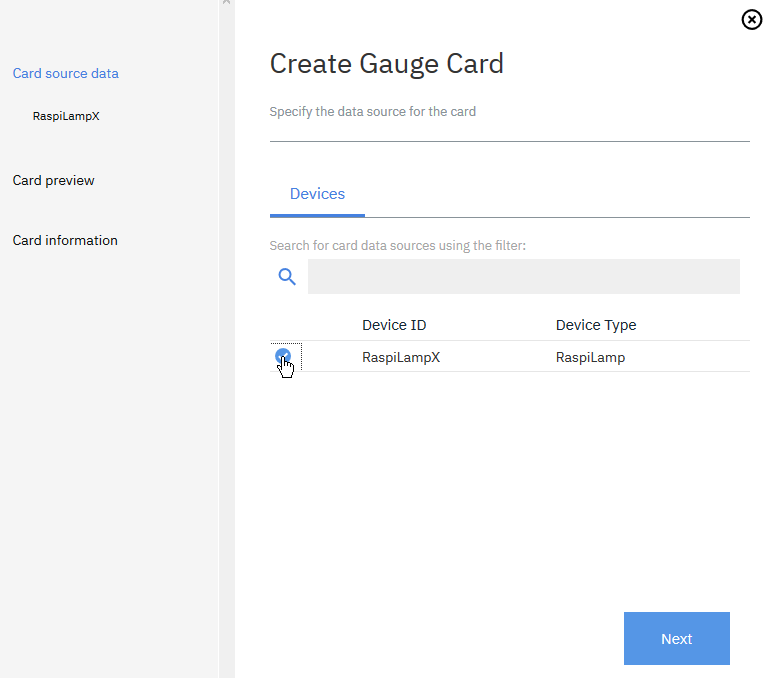 Card source data
RaspiLampX
Card preview
Card information
Create Gauge Card
Specify the data source for the card
Devices
Search for card data sources using the filter:
Device ID Device Type
RaspiLampX RaspiLamp
Next